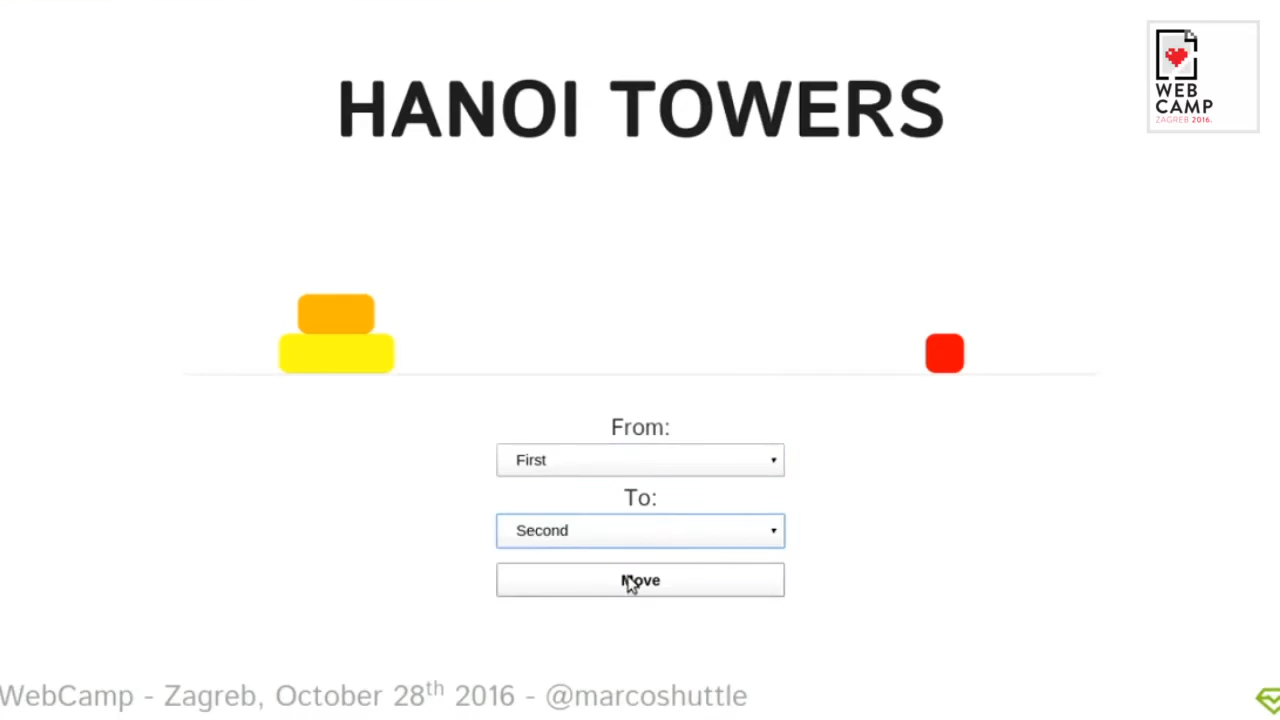 HANOI TOWERS
WEB
CAMP
ZAGREB 2016.
From:
First
To:
Second
Move
WebCamp - Zagreb, October 28th 2016 - @marcoshuttle